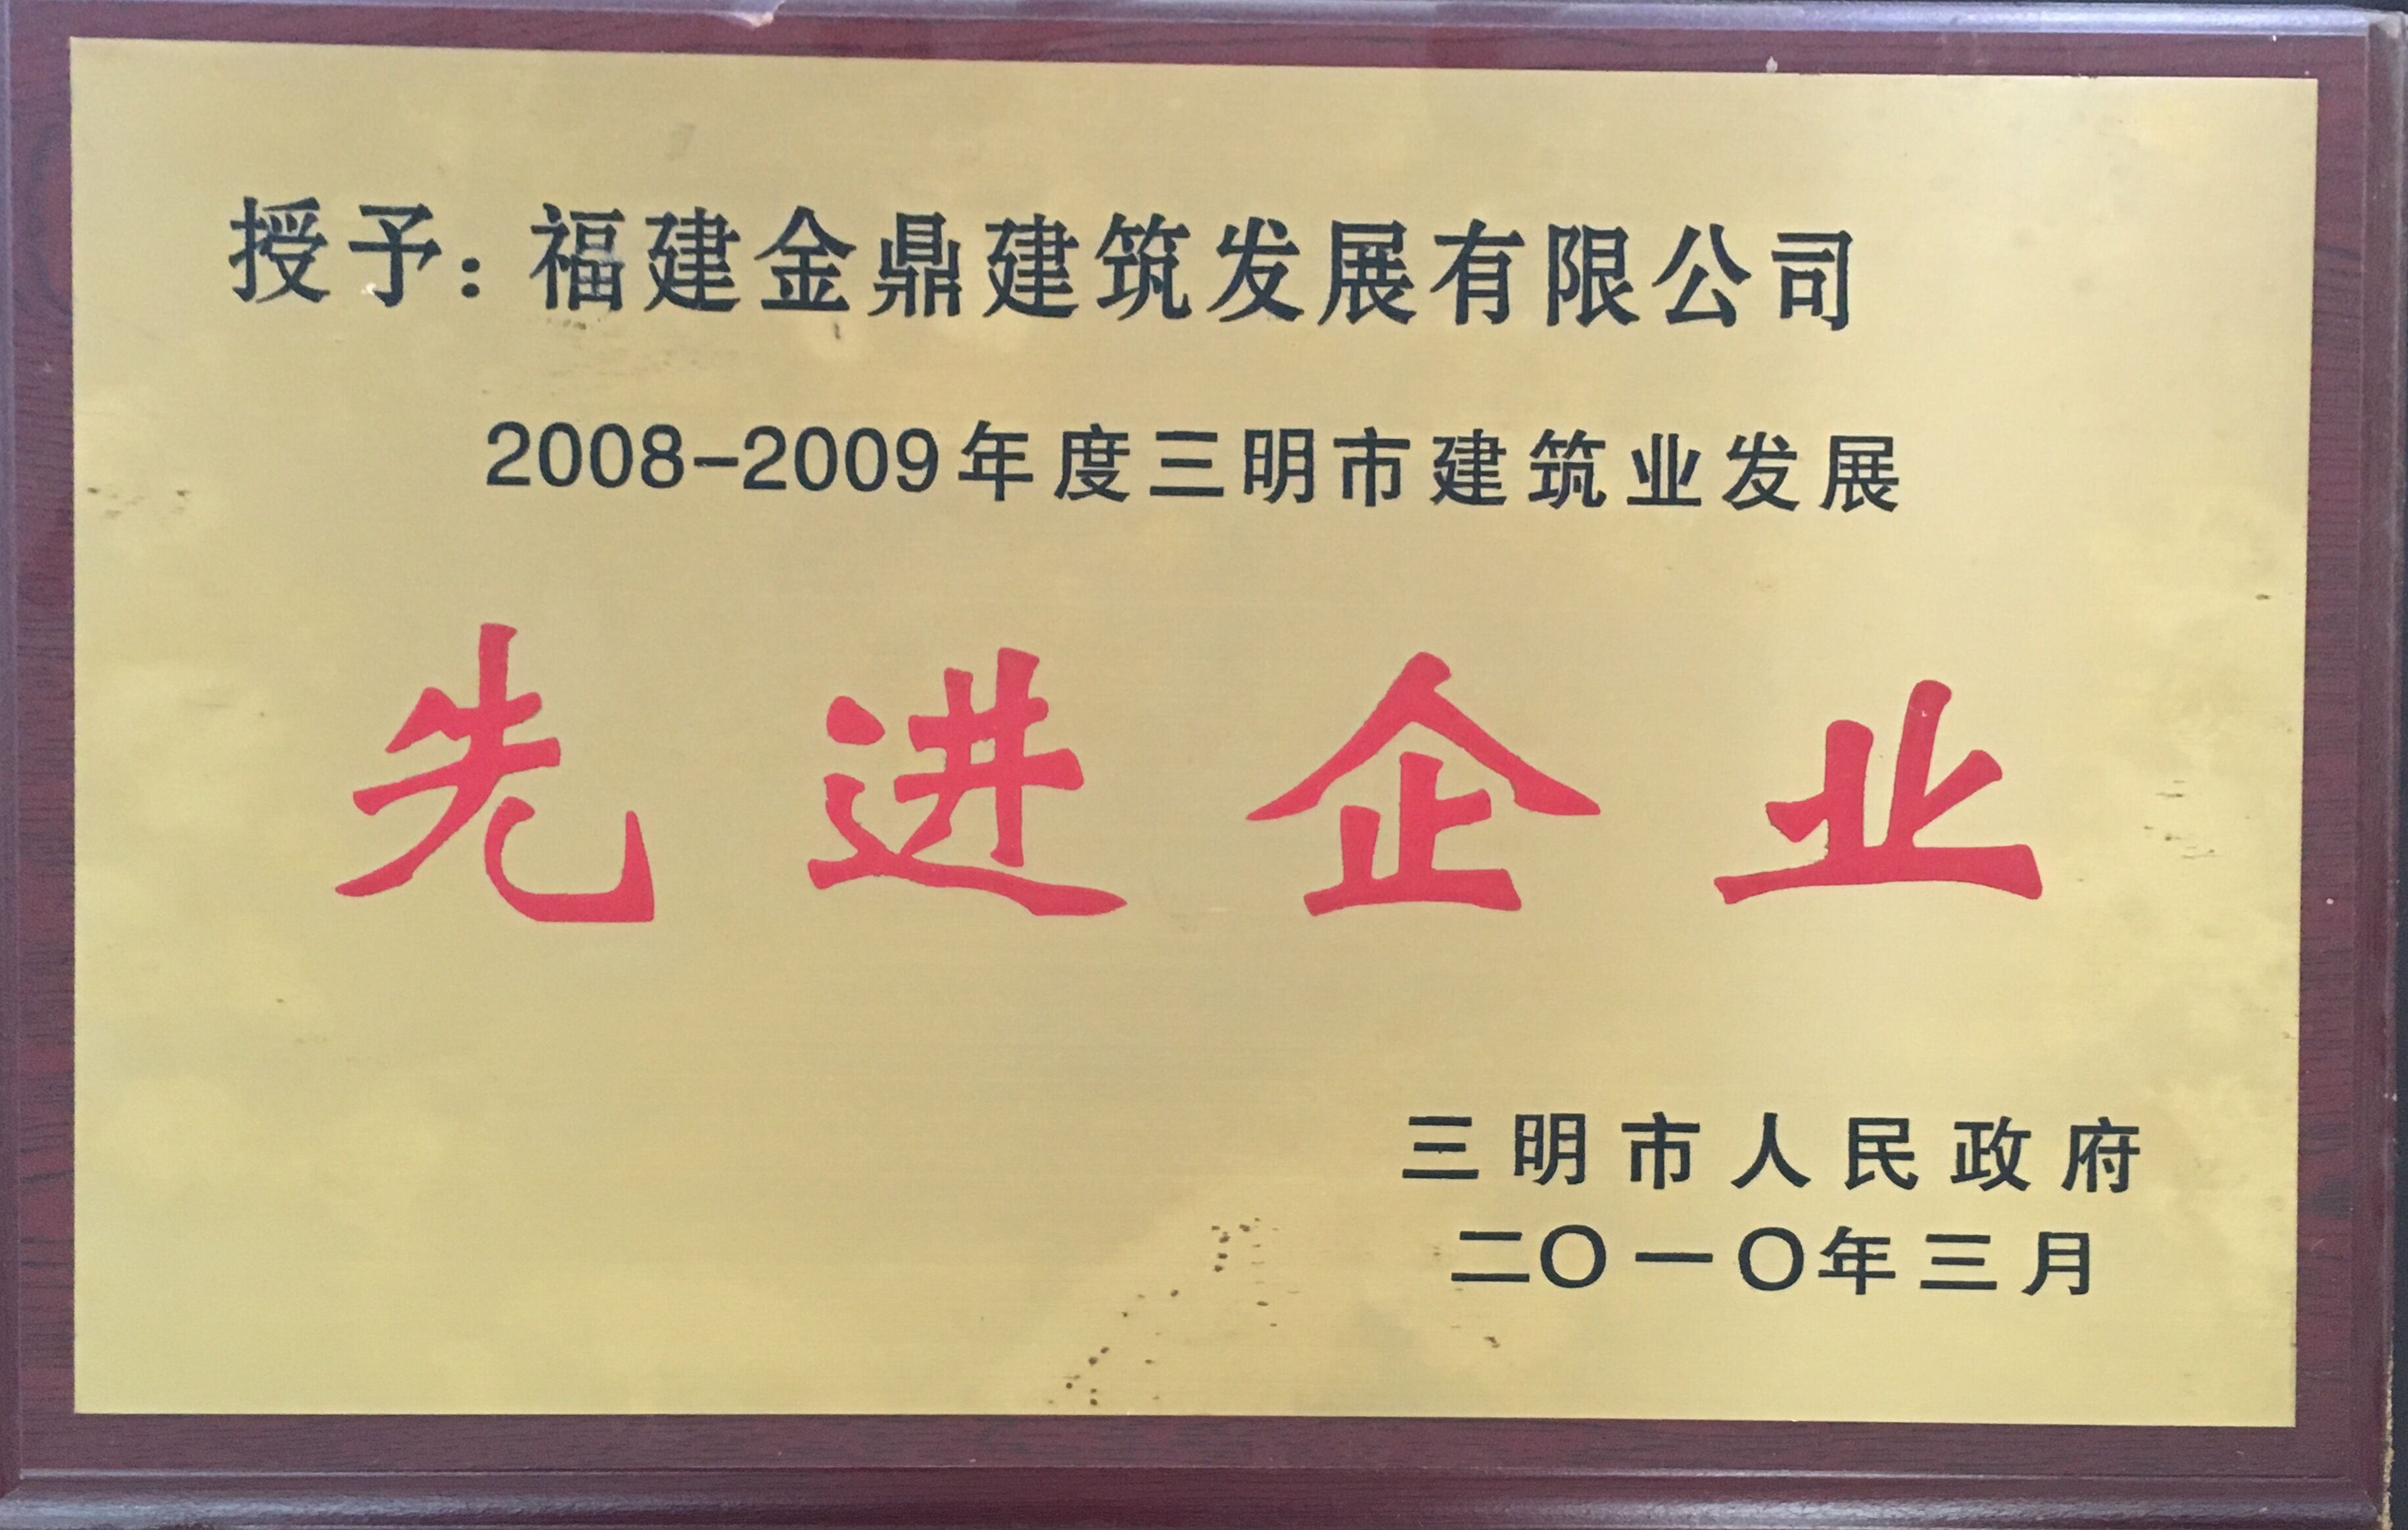 授予：福建金鼎建筑发展有限公司
2008-2009年度三明市建筑业发展
先进企业
三明市人民政府
二〇一〇年三月